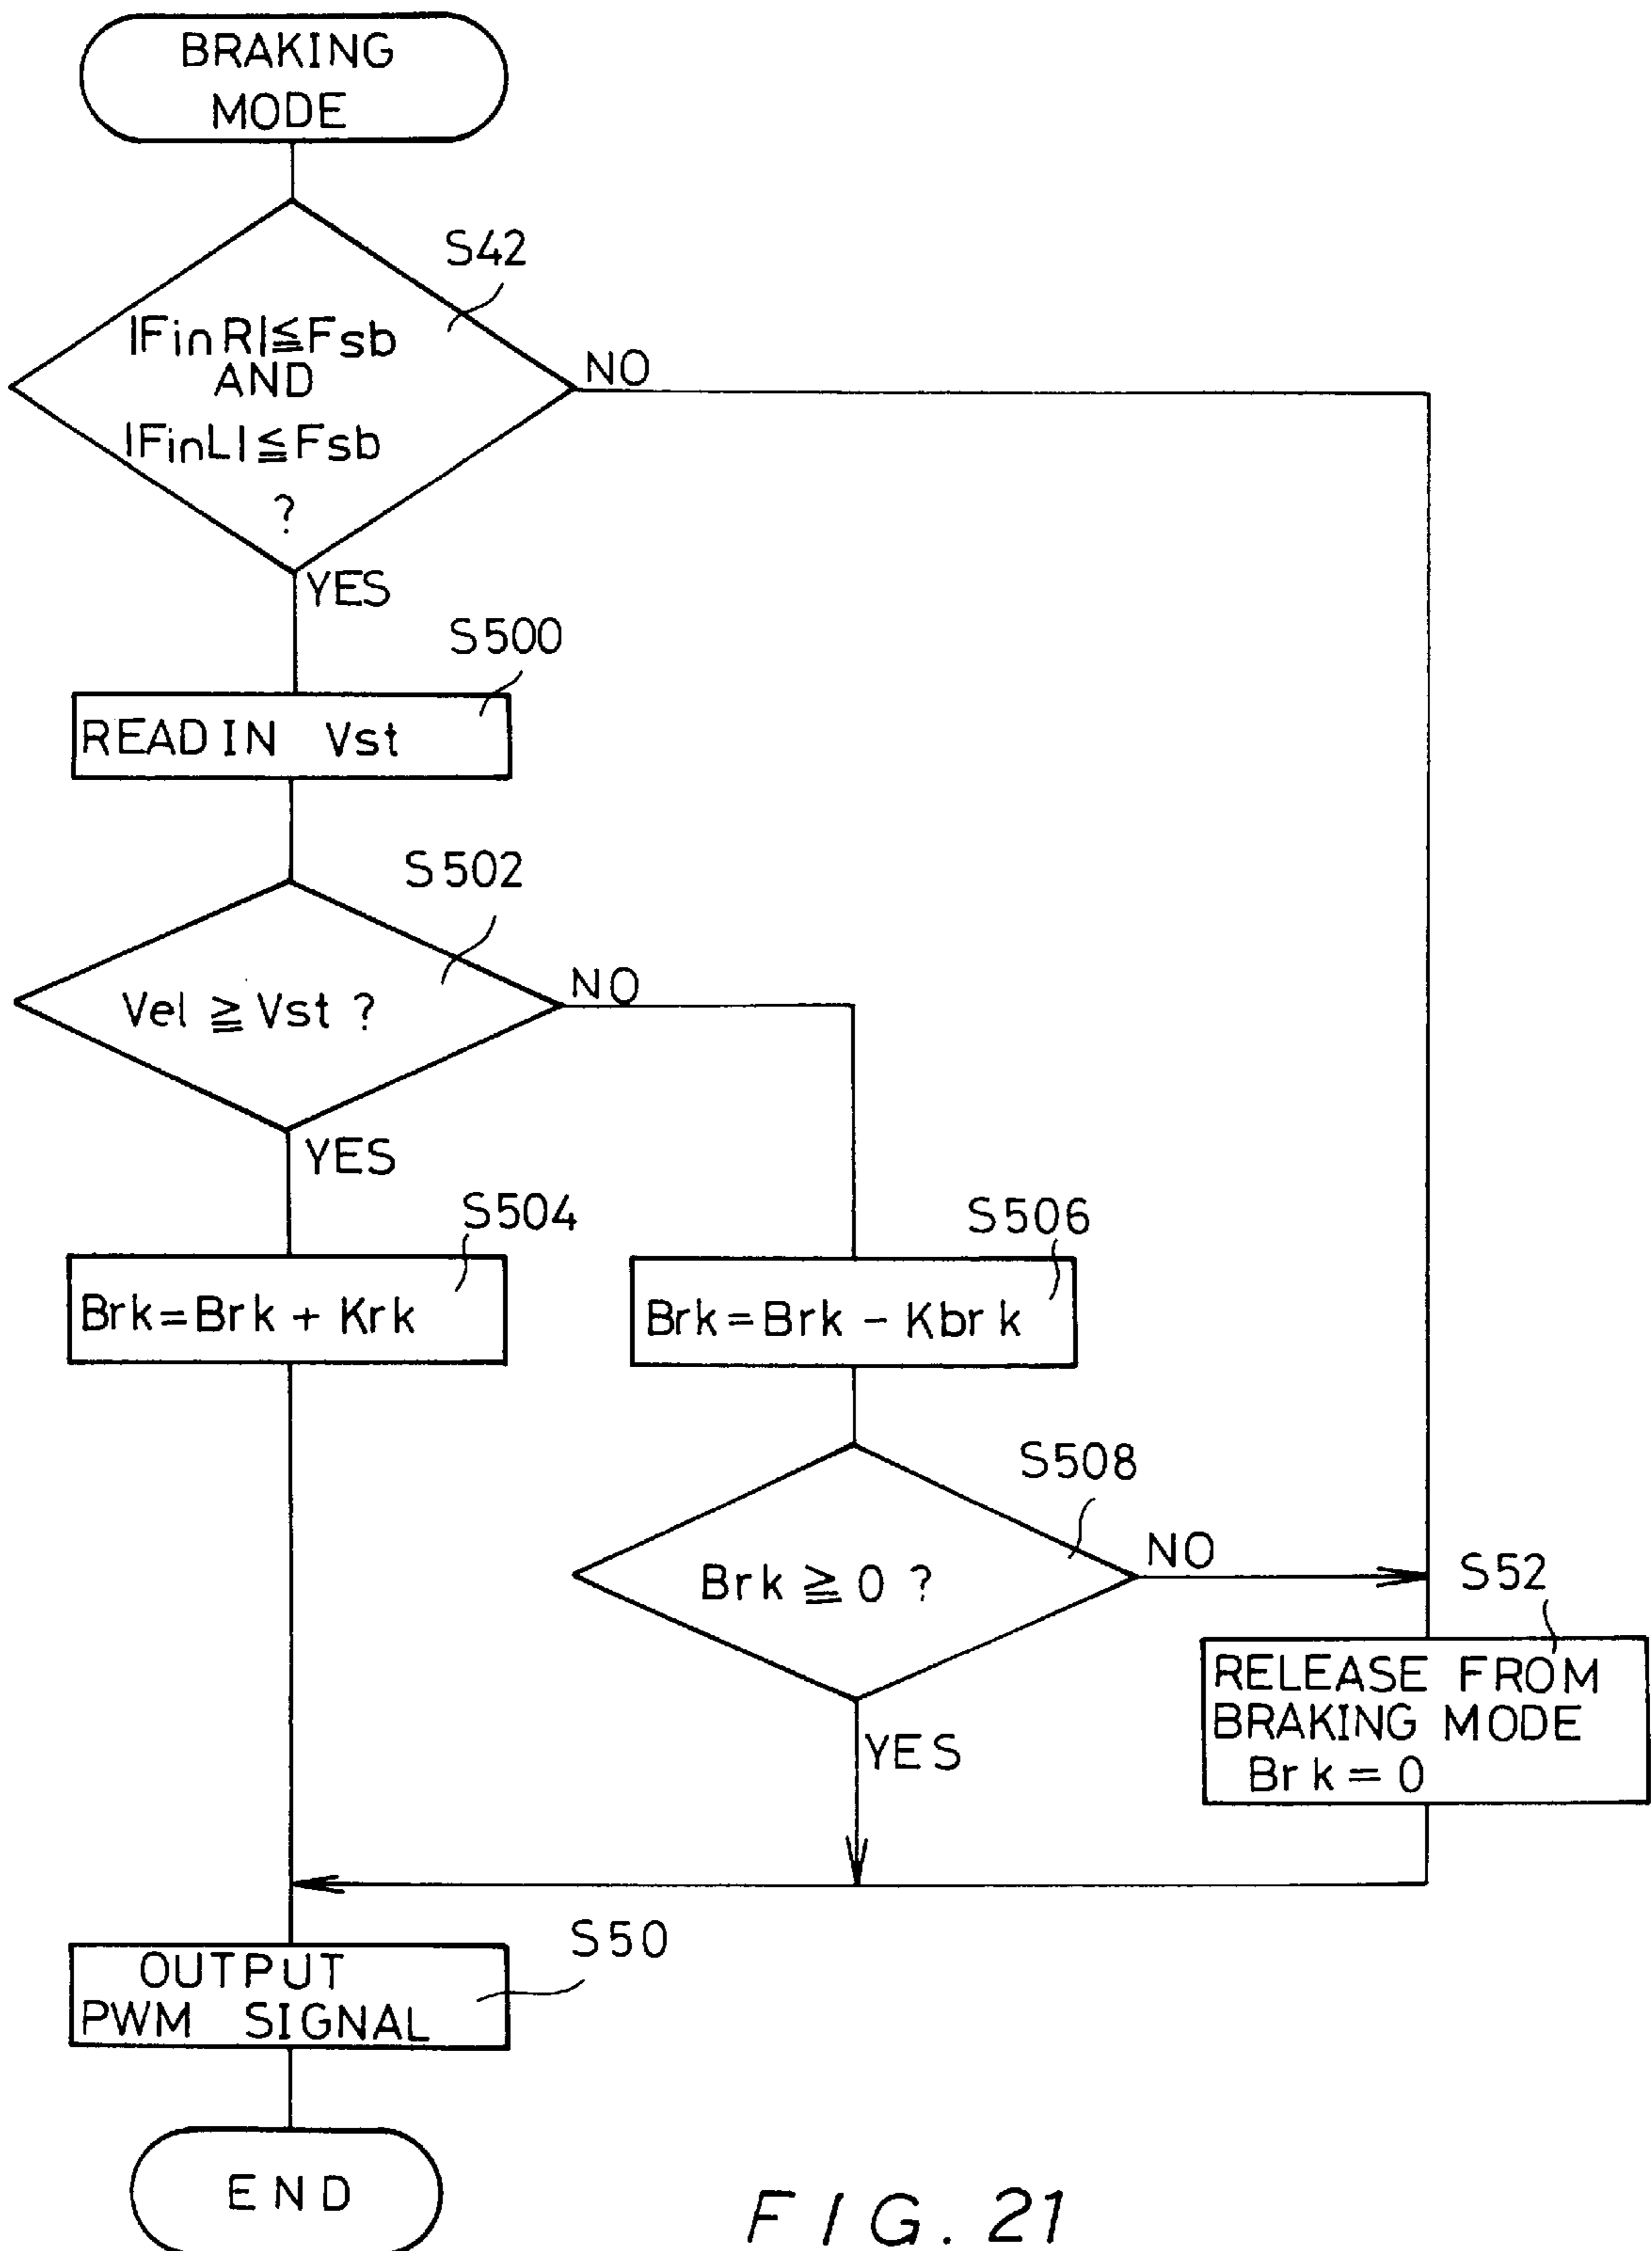 BRAKING
MODE
S42
|FinR|≦Fsb
AND
|FinL|≦Fsb
?
NO
YES
S500
READIN Vst
S502
Vel ≧ Vst ?
NO
YES
S504
Brk=Brk + Krk
S506
Brk=Brk - Kbrk
S508
Brk ≧ 0 ?
NO
YES
S52
RELEASE FROM
BRAKING MODE
Brk=0
S50
OUTPUT
PWM SIGNAL
END
FIG. 21